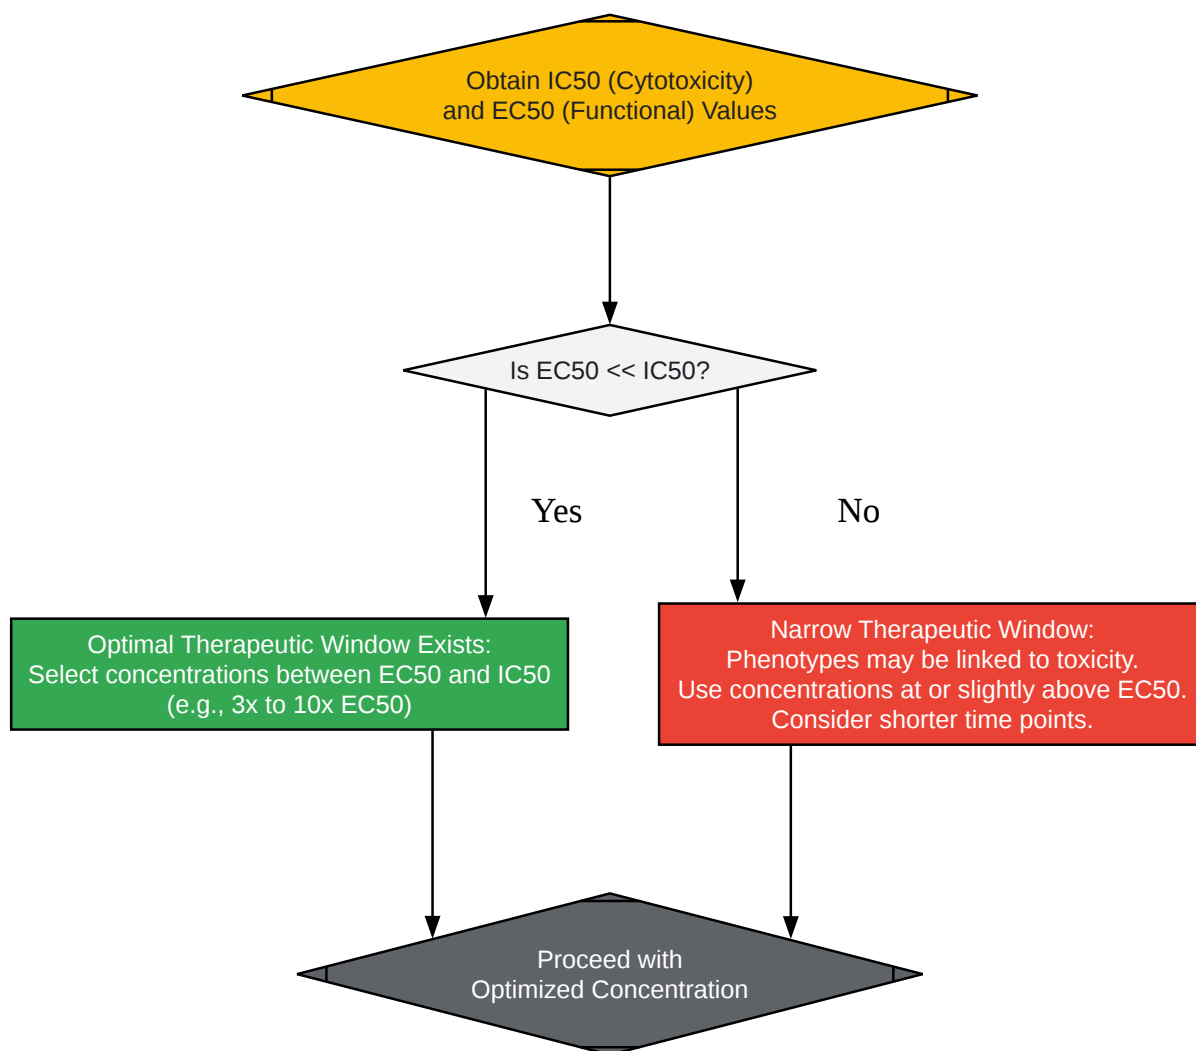 Obtain IC50 (Cytotoxicity)
and EC50 (Functional) Values
Is EC50 << IC50?
Yes
No
Optimal Therapeutic Window Exists:
Select concentrations between EC50 and IC50
(e.g., 3x to 10x EC50)
Narrow Therapeutic Window:
Phenotypes may be linked to toxicity.
Use concentrations at or slightly above EC50.
Consider shorter time points.
Proceed with
Optimized Concentration